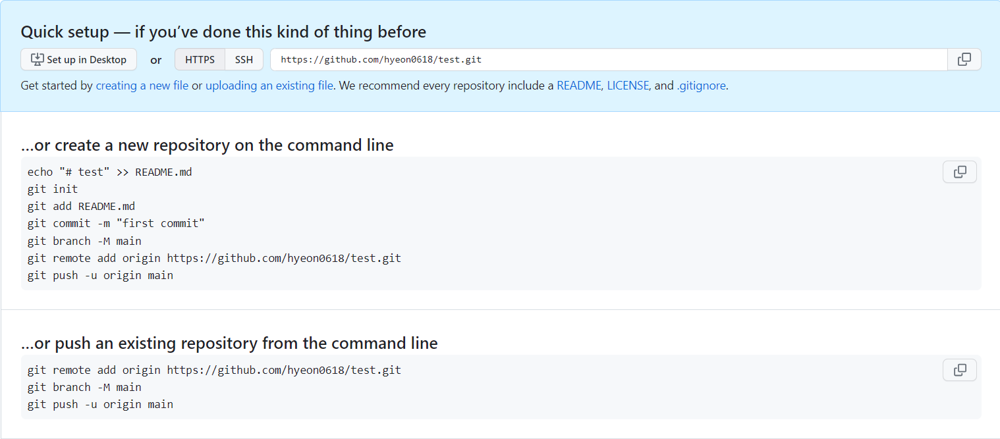 Quick setup — if you’ve done this kind of thing before
Set up in Desktop or HTTPS SSH https://github.com/hyeon0618/test.git
Get started by creating a new file or uploading an existing file. We recommend every repository include a README, LICENSE, and .gitignore.
…or create a new repository on the command line
echo "# test" >> README.md
git init
git add README.md
git commit -m "first commit"
git branch -M main
git remote add origin https://github.com/hyeon0618/test.git
git push -u origin main
…or push an existing repository from the command line
git remote add origin https://github.com/hyeon0618/test.git
git branch -M main
git push -u origin main